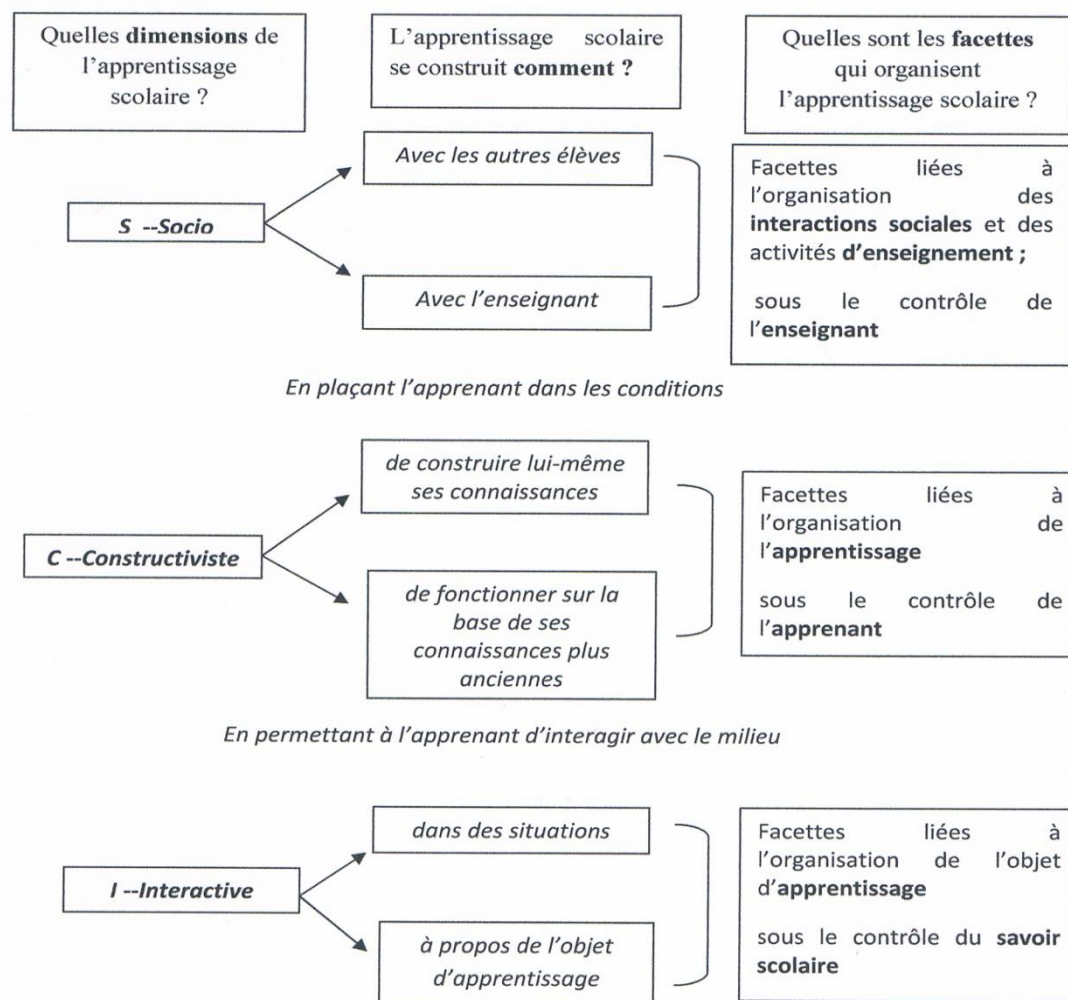 Quelles dimensions de
l'apprentissage
scolaire ?
L'apprentissage scolaire
se construit comment ?
Quelles sont les facettes
qui organisent
l'apprentissage scolaire ?
S --Socio
Avec les autres élèves
Avec l'enseignant
Facettes liées à
l'organisation des
interactions sociales et des
activités d'enseignement ;
sous le contrôle de
l'enseignant
En plaçant l'apprenant dans les conditions
C --Constructiviste
de construire lui-même
ses connaissances
de fonctionner sur la
base de ses
connaissances plus
anciennes
Facettes liées à
l'organisation de
l'apprentissage
sous le contrôle de
l'apprenant
En permettant à l'apprenant d'interagir avec le milieu
I --Interactive
dans des situations
à propos de l'objet
d'apprentissage
Facettes liées à
l'organisation de l'objet
d'apprentissage
sous le contrôle du savoir
scolaire